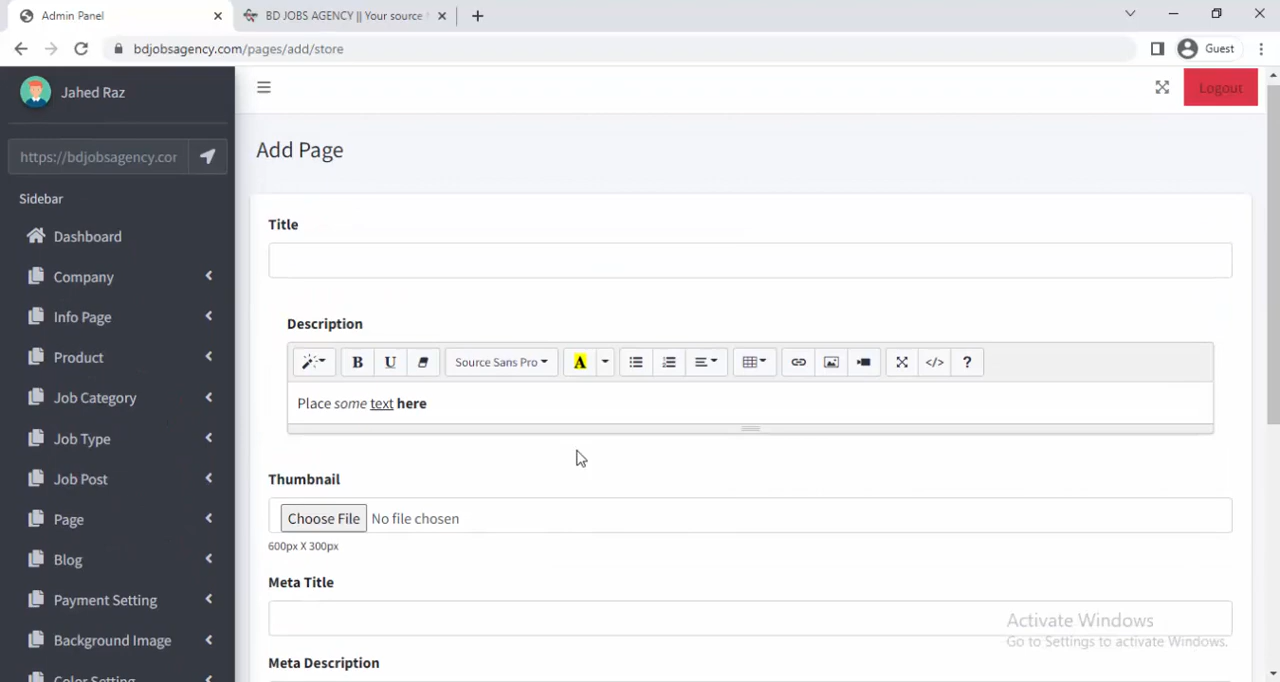 Admin Panel
BD JOBS AGENCY || Your source
bdjobsagency.com/pages/add/store
Guest
Jahed Raz
Logout
https://bdjobsagency.cor
Add Page
Sidebar
Title
Dashboard
Company
Info Page
Description
Product
Source Sans Pro
A
B
U
</>
?
Job Category
Place some text here
Job Type
Job Post
Thumbnail
Page
Choose File No file chosen
600px X 300px
Blog
Meta Title
Payment Setting
Background Image
Activate Windows
Go to Settings to activate Windows.
Meta Description
Color Setting